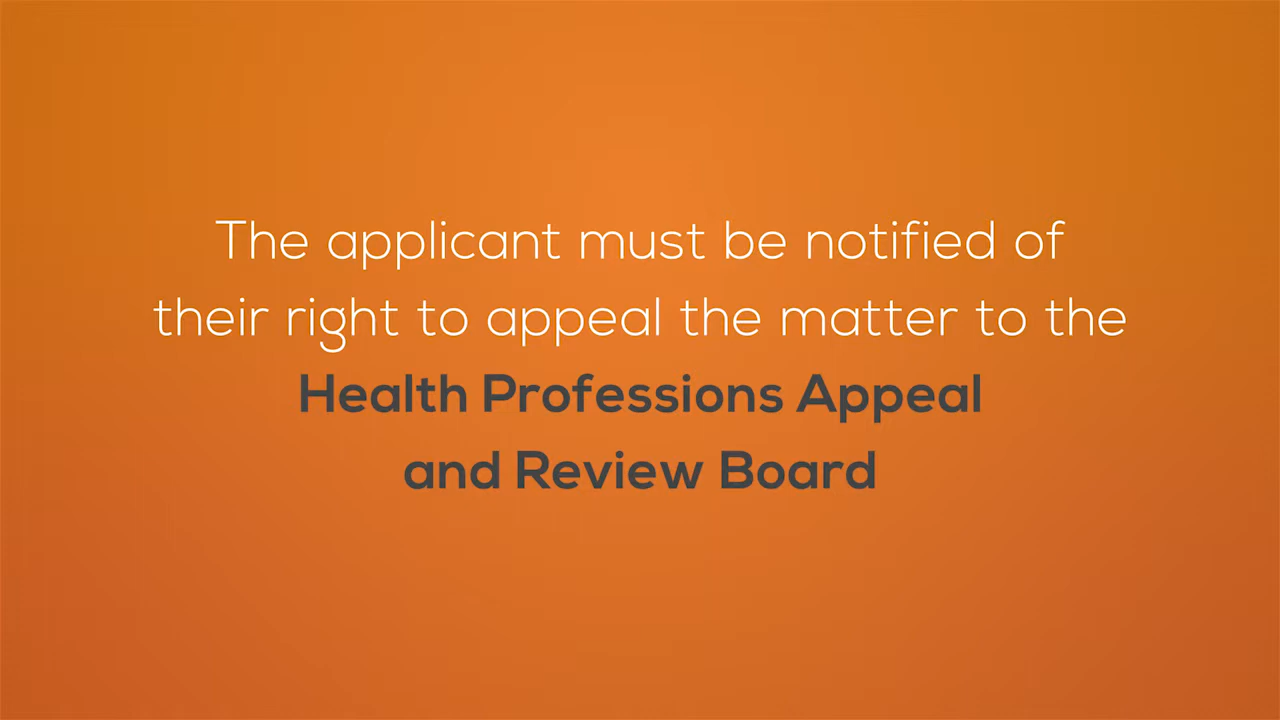 The applicant must be notified of
their right to appeal the matter to the
Health Professions Appeal
and Review Board